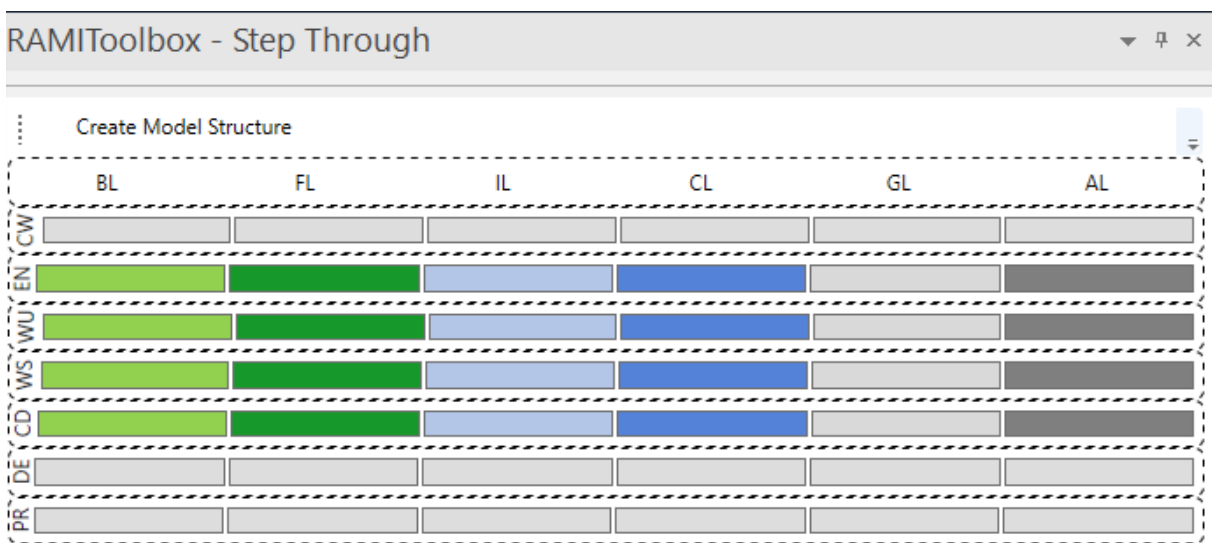 RAMIToolbox - Step Through
Create Model Structure
BL FL IL CL GL AL
CW
EN
WU
WS
CD
DE
PR